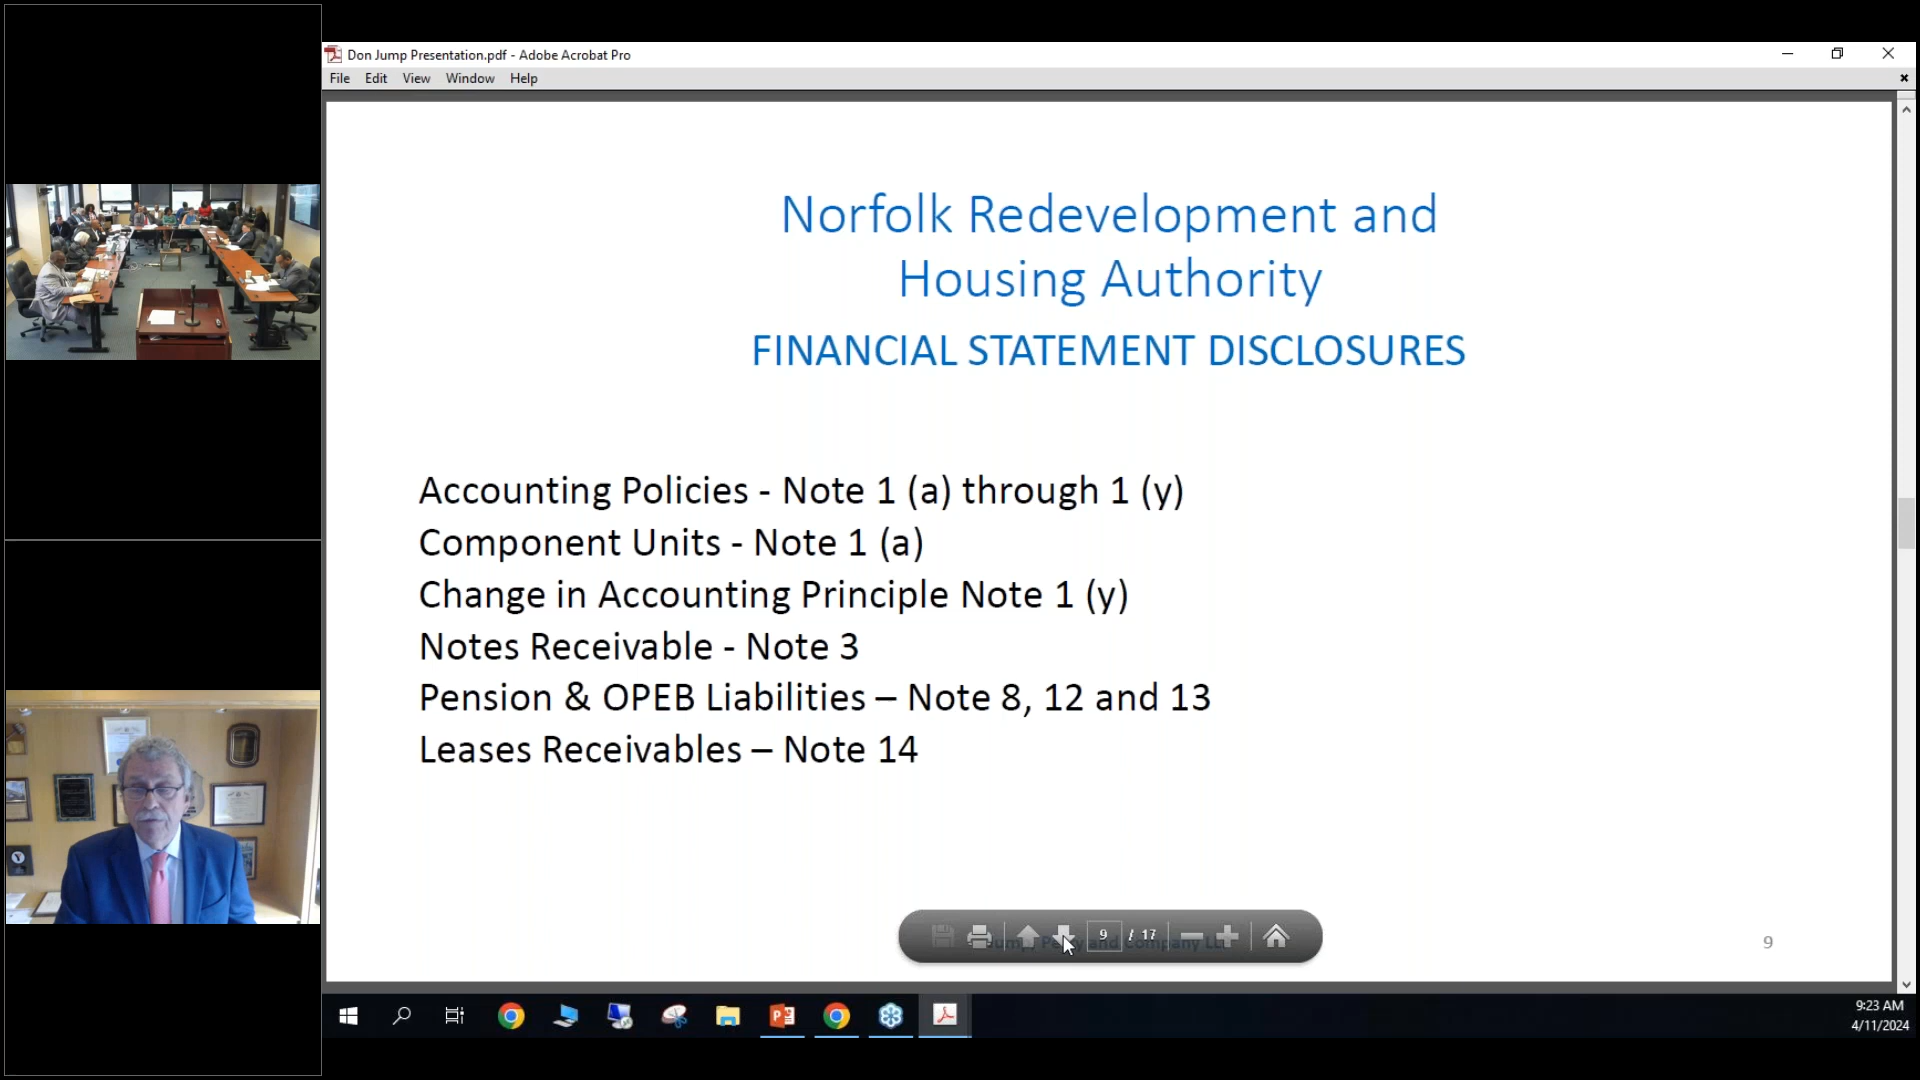 Don Jump Presentation.pdf - Adobe Acrobat Pro
File Edit View Window Help
Norfolk Redevelopment and
Housing Authority
FINANCIAL STATEMENT DISCLOSURES
Accounting Policies - Note 1 (a) through 1 (y)
Component Units - Note 1 (a)
Change in Accounting Principle Note 1 (y)
Notes Receivable - Note 3
Pension & OPEB Liabilities – Note 8, 12 and 13
Leases Receivables – Note 14
9 / 17
9
9:23 AM
4/11/2024